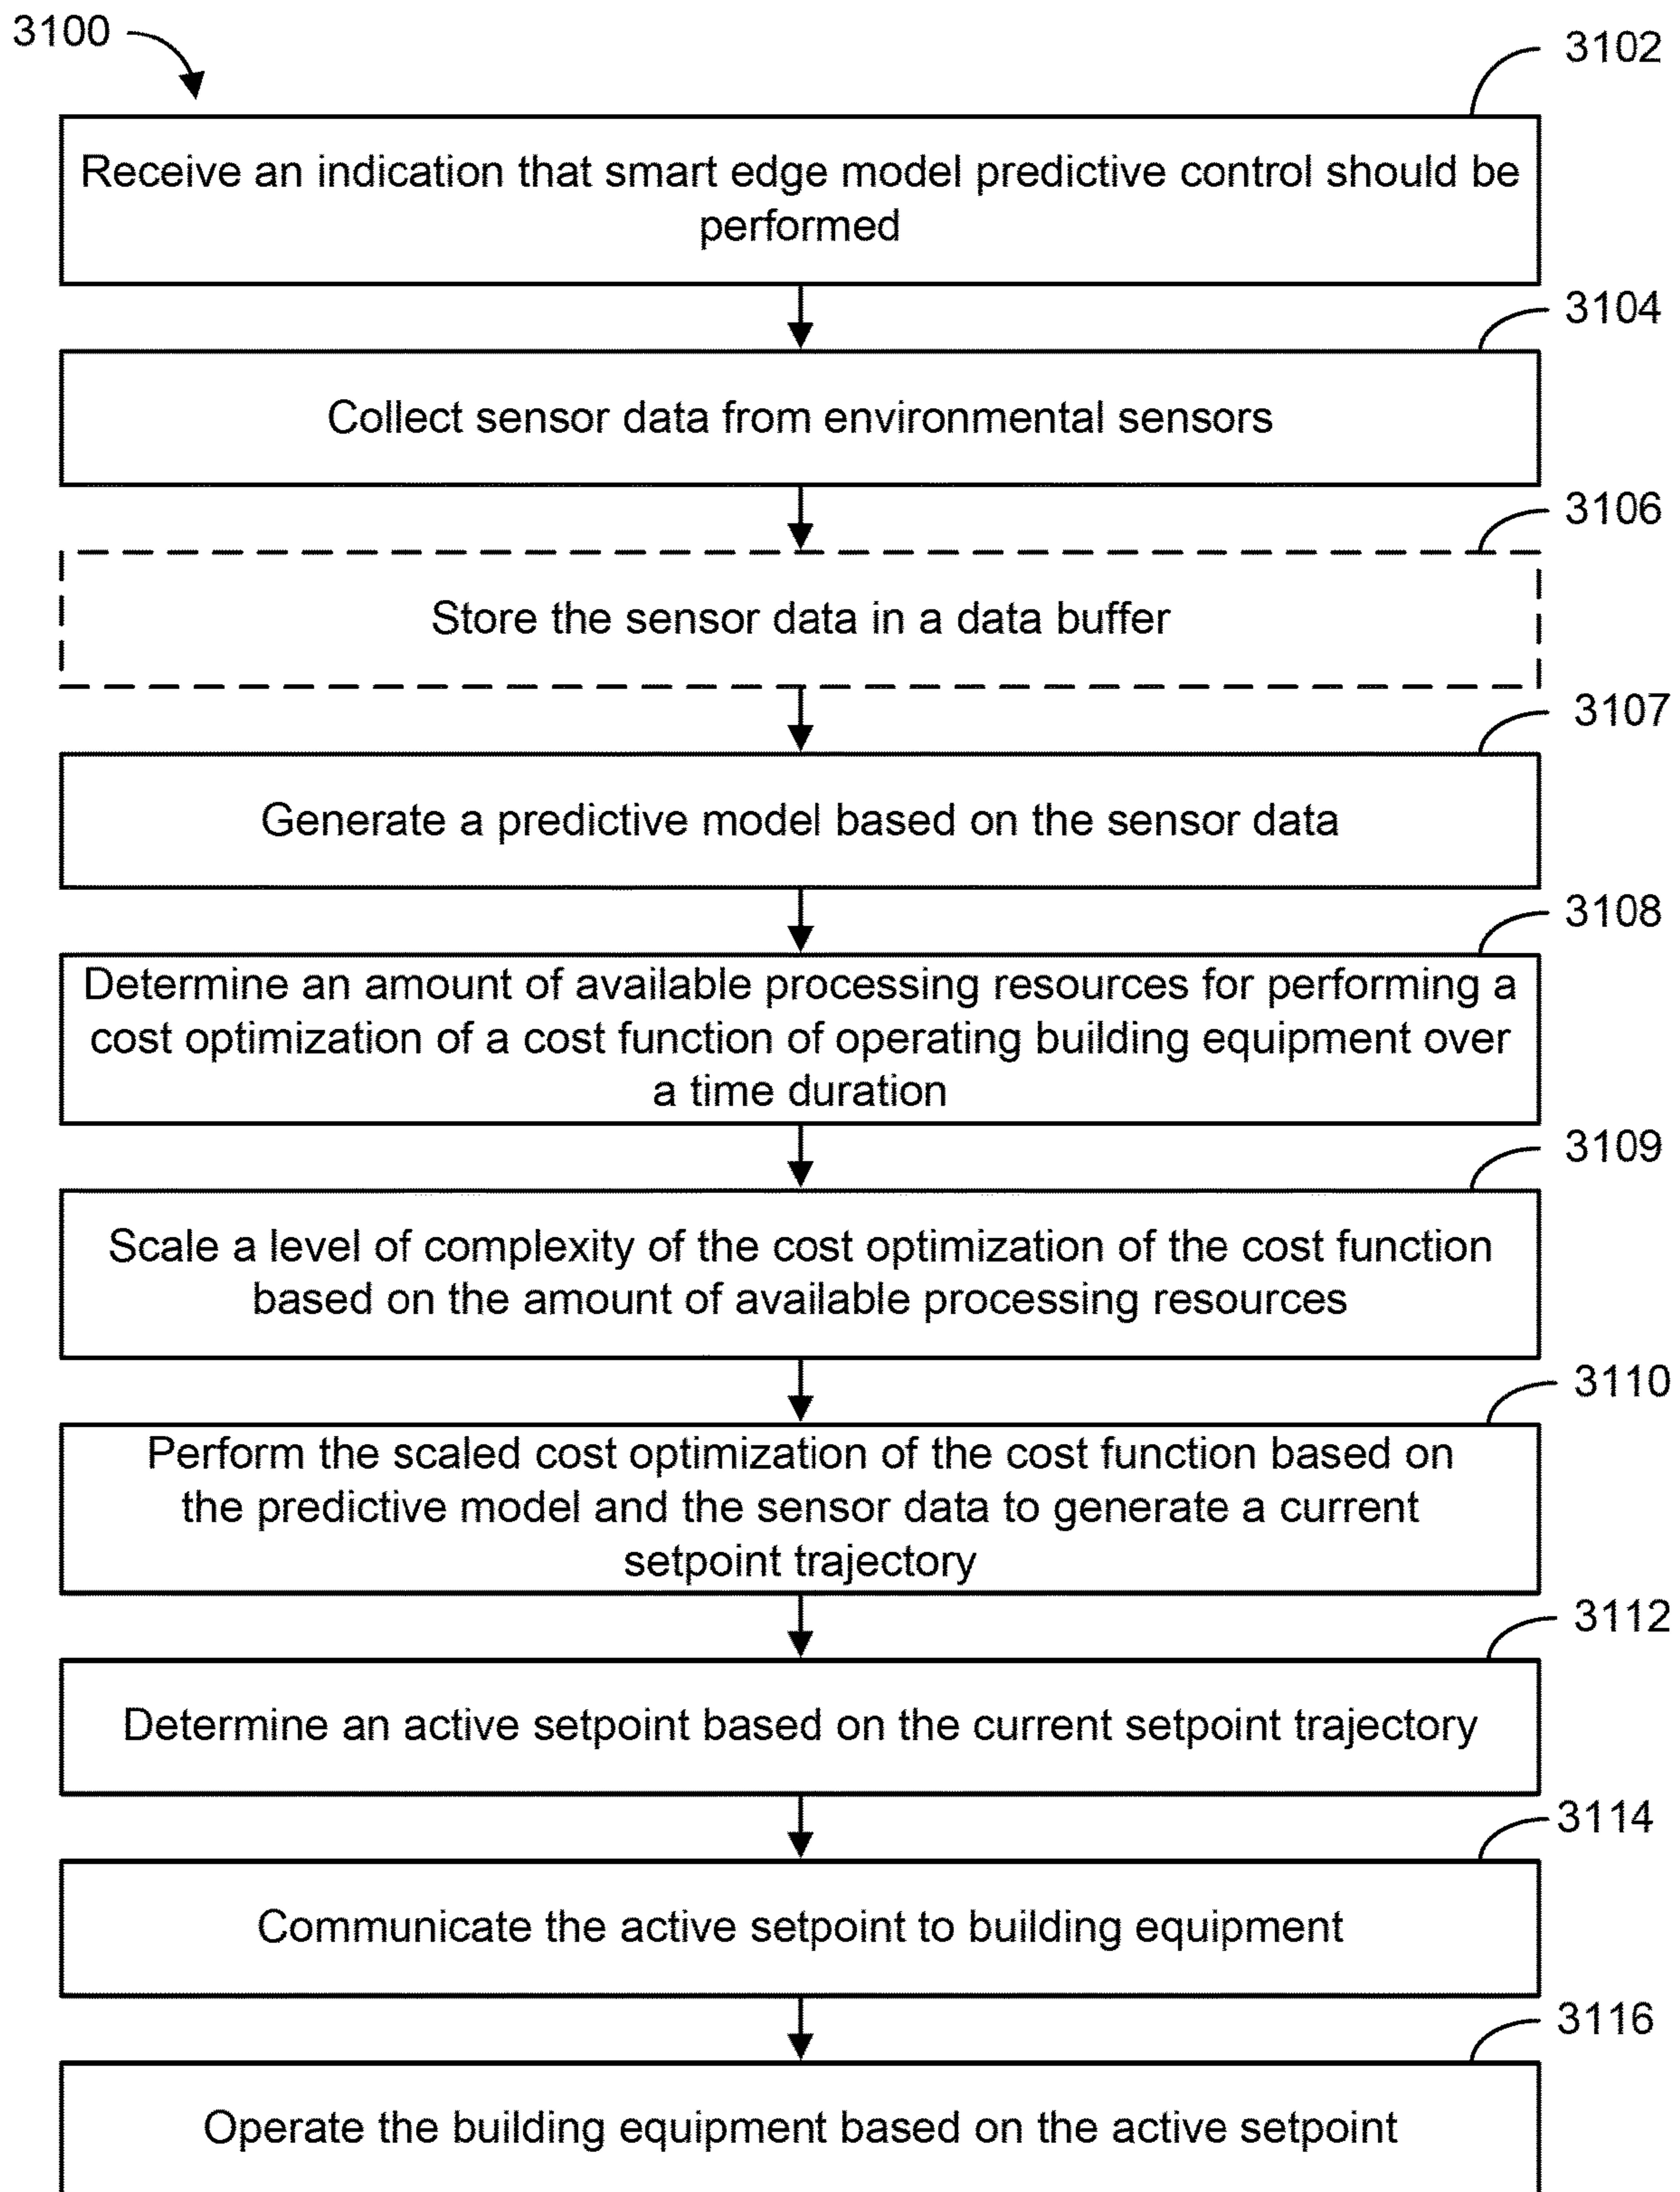 3100
3102
Receive an indication that smart edge model predictive control should be
performed
3104
Collect sensor data from environmental sensors
3106
Store the sensor data in a data buffer
3107
Generate a predictive model based on the sensor data
3108
Determine an amount of available processing resources for performing a
cost optimization of a cost function of operating building equipment over
a time duration
3109
Scale a level of complexity of the cost optimization of the cost function
based on the amount of available processing resources
3110
Perform the scaled cost optimization of the cost function based on
the predictive model and the sensor data to generate a current
setpoint trajectory
3112
Determine an active setpoint based on the current setpoint trajectory
3114
Communicate the active setpoint to building equipment
3116
Operate the building equipment based on the active setpoint